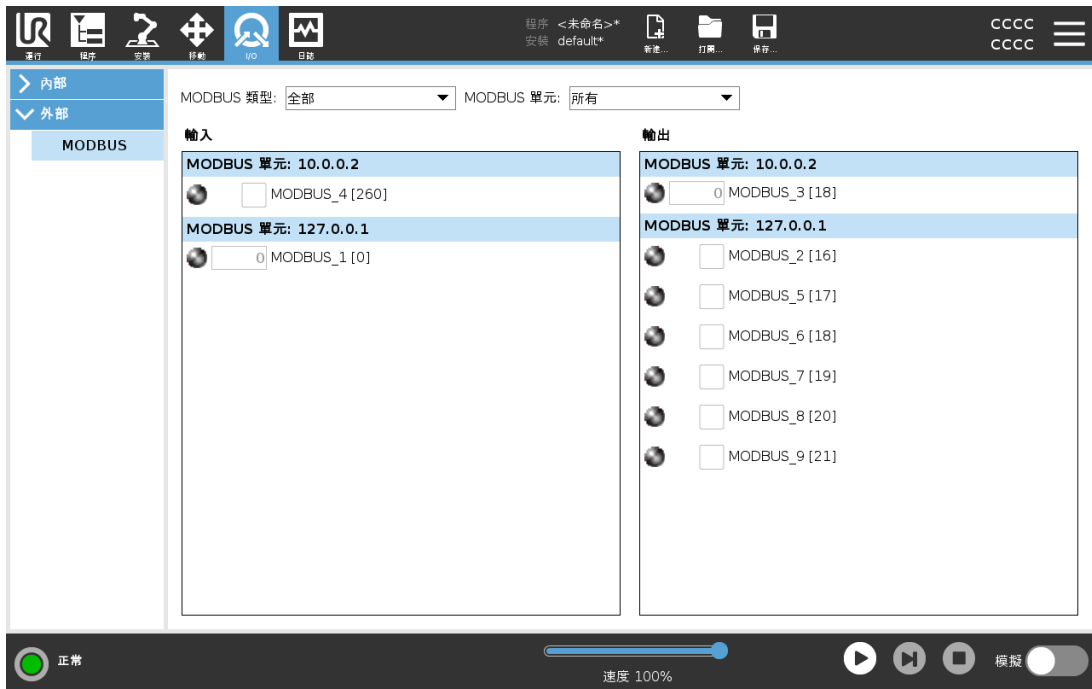 UR
運行
程序
安裝
移動
I/O
日誌
程序 <未命名>*
安裝 default*
新建...
打開...
保存...
CCCC
CCCC
內部
外部
MODBUS
MODBUS 類型: 全部
MODBUS 單元: 所有
輸入
MODBUS 單元: 10.0.0.2
MODBUS_4 [260]
MODBUS 單元: 127.0.0.1
0 MODBUS_1 [0]
輸出
MODBUS 單元: 10.0.0.2
0 MODBUS_3 [18]
MODBUS 單元: 127.0.0.1
MODBUS_2 [16]
MODBUS_5 [17]
MODBUS_6 [18]
MODBUS_7 [19]
MODBUS_8 [20]
MODBUS_9 [21]
正常
速度 100%
模擬